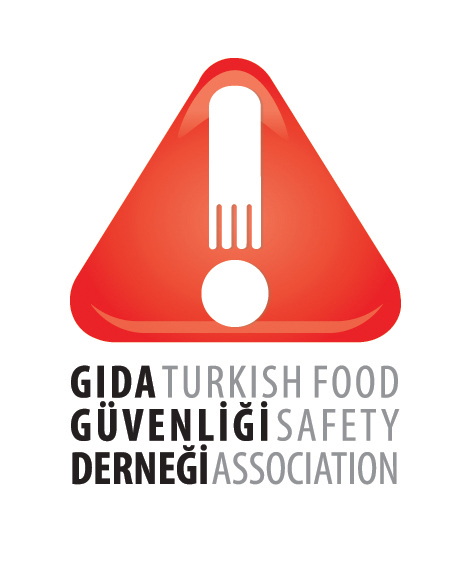 GIDA TURKISH FOOD
GÜVENLİĞİ SAFETY
DERNEĞİ ASSOCIATION